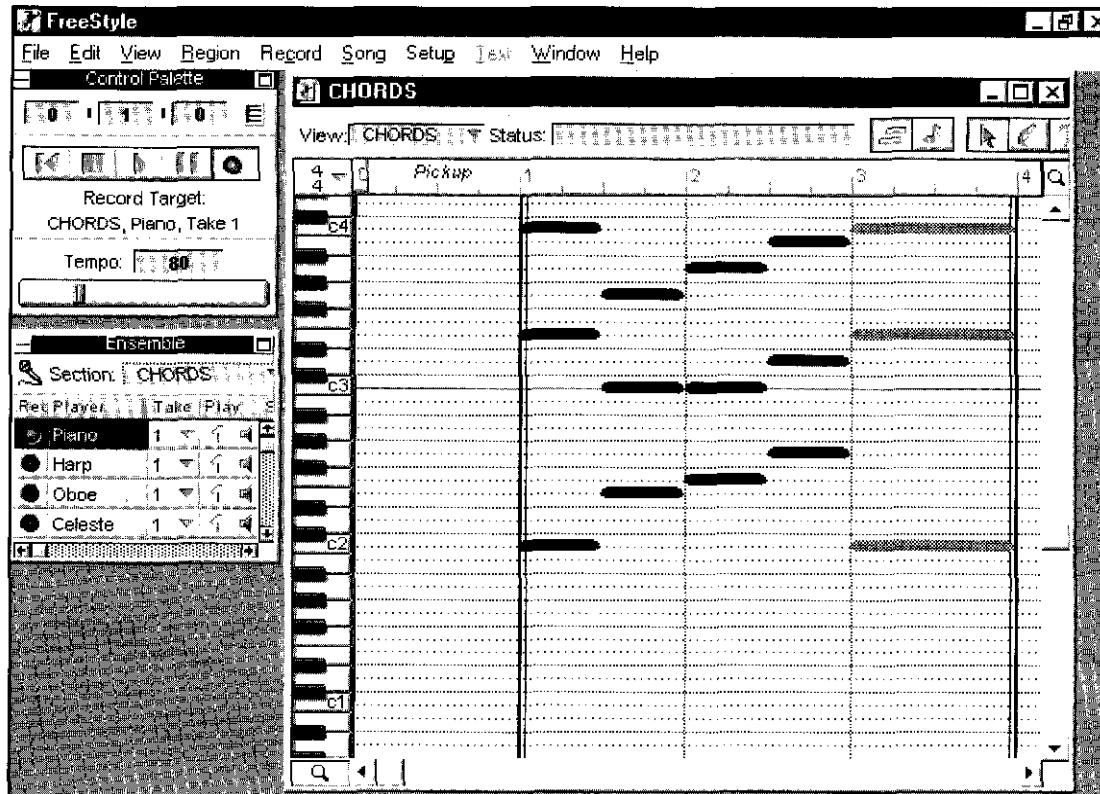 FreeStyle
File Edit View Region Record Song Setup Text Window Help
Control Palette
0 1 0
Record Target:
CHORDS, Piano, Take 1
Tempo: 80
Ensemble
Section: CHORDS
Rec Player Take Play S
Piano 1
Harp 1
Oboe 1
Celeste 1
CHORDS
View: CHORDS Status:
4
4
0 Pickup 1 2 3 4
c4
c3
c2
c1